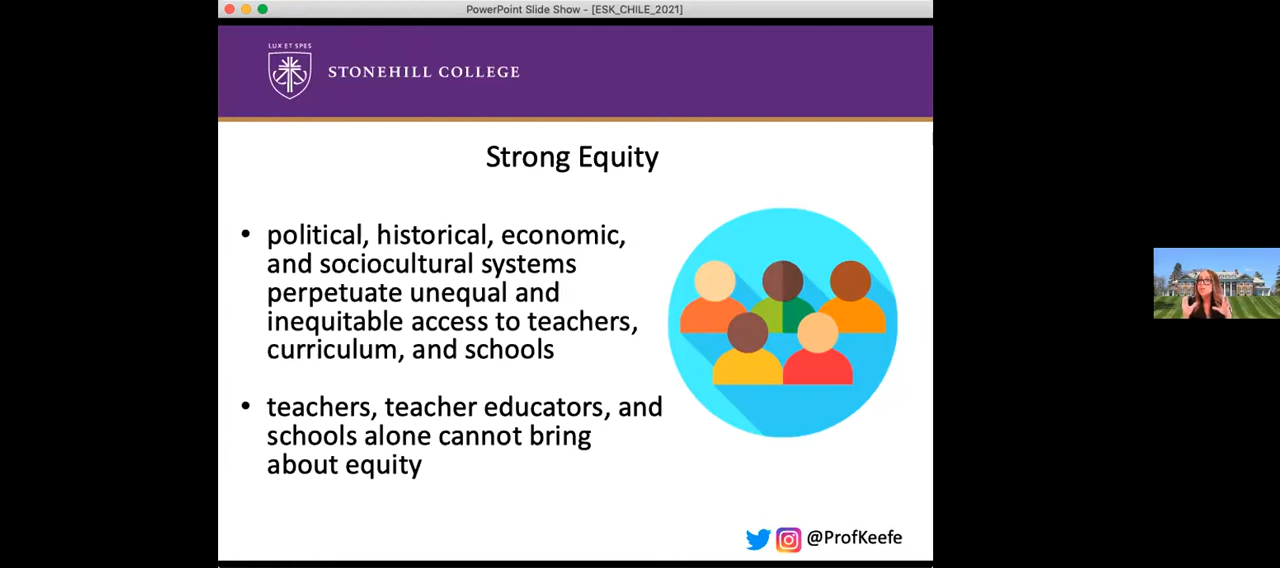 PowerPoint Slide Show - [ESK_CHILE_2021]
LUX ET SPES
STONEHILL COLLEGE
Strong Equity
• political, historical, economic,
and sociocultural systems
perpetuate unequal and
inequitable access to teachers,
curriculum, and schools
• teachers, teacher educators, and
schools alone cannot bring
about equity
@ProfKeefe